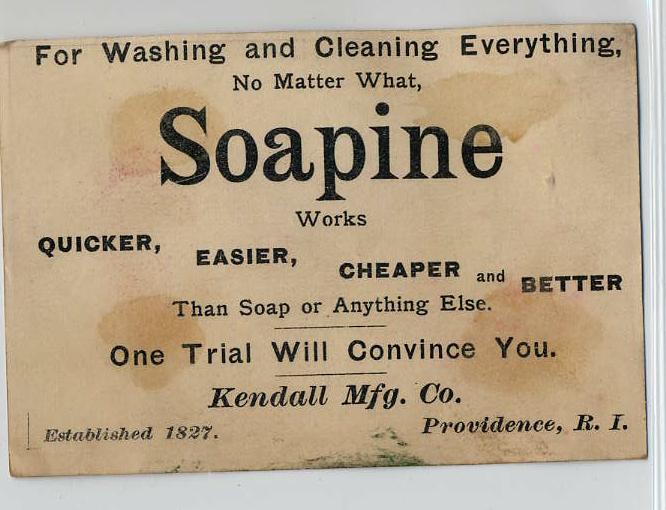 For Washing and Cleaning Everything,
No Matter What,
Soapine
Works
QUICKER, EASIER, CHEAPER and BETTER
Than Soap or Anything Else.
One Trial Will Convince You.
Kendall Mfg. Co.
Established 1827. Providence, R. I.